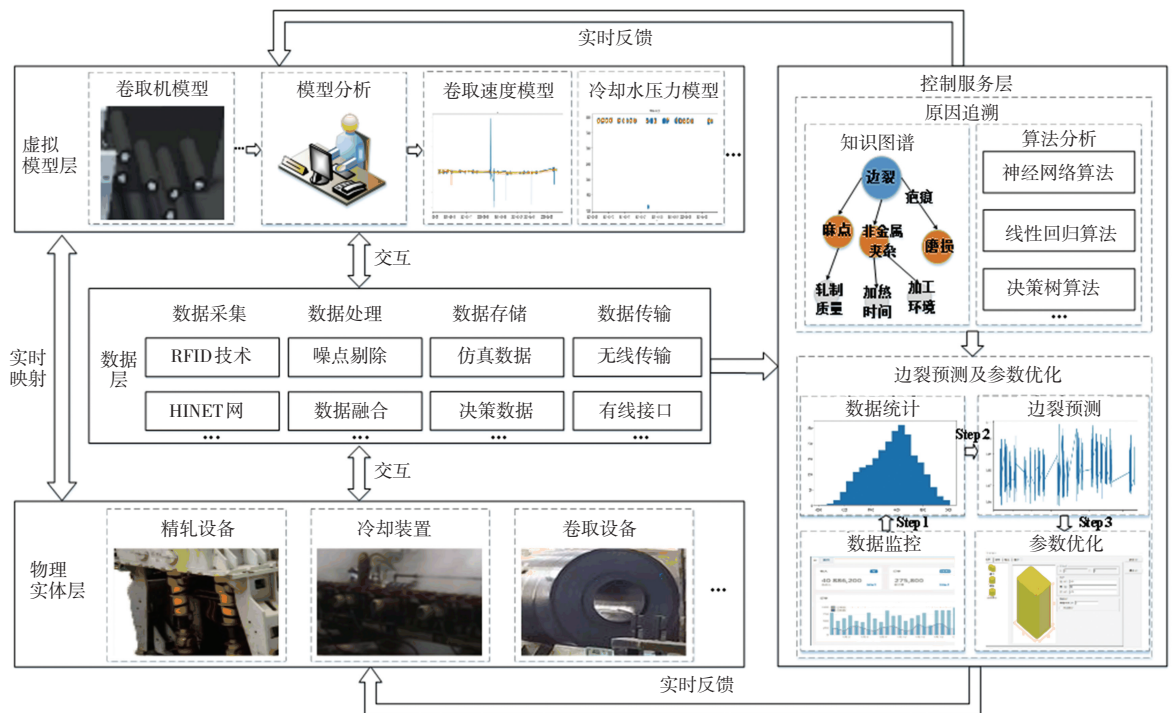 实时反馈
虚拟
模型层
卷取机模型
模型分析
卷取速度模型
冷却水压力模型
...
...
交互
实时
映射
数据层
数据采集
数据处理
数据存储
数据传输
RFID技术
噪点剔除
仿真数据
无线传输
HINET网
数据融合
决策数据
有线接口
...
...
...
...
交互
物理
实体层
精轧设备
冷却装置
卷取设备
...
实时反馈
控制服务层
原因追溯
知识图谱
边裂
疤痕
麻点
非金属
夹杂
磨损
轧制
质量
加热
时间
加工
环境
算法分析
神经网络算法
线性回归算法
决策树算法
...
边裂预测及参数优化
数据统计
Step 2
边裂预测
Step 1
Step 3
数据监控
40 886,200
275,800
参数优化